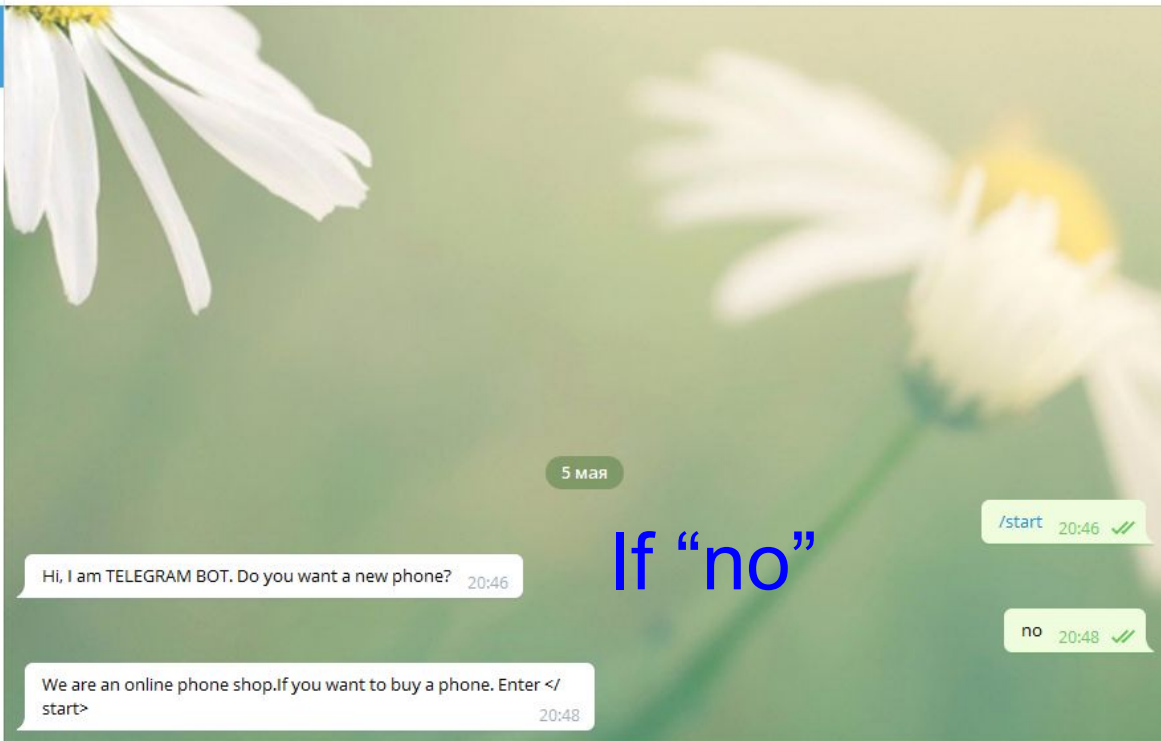 5 мая
/start 20:46
Hi, I am TELEGRAM BOT. Do you want a new phone? 20:46
If “no”
no 20:48
We are an online phone shop.If you want to buy a phone. Enter </
start>
20:48